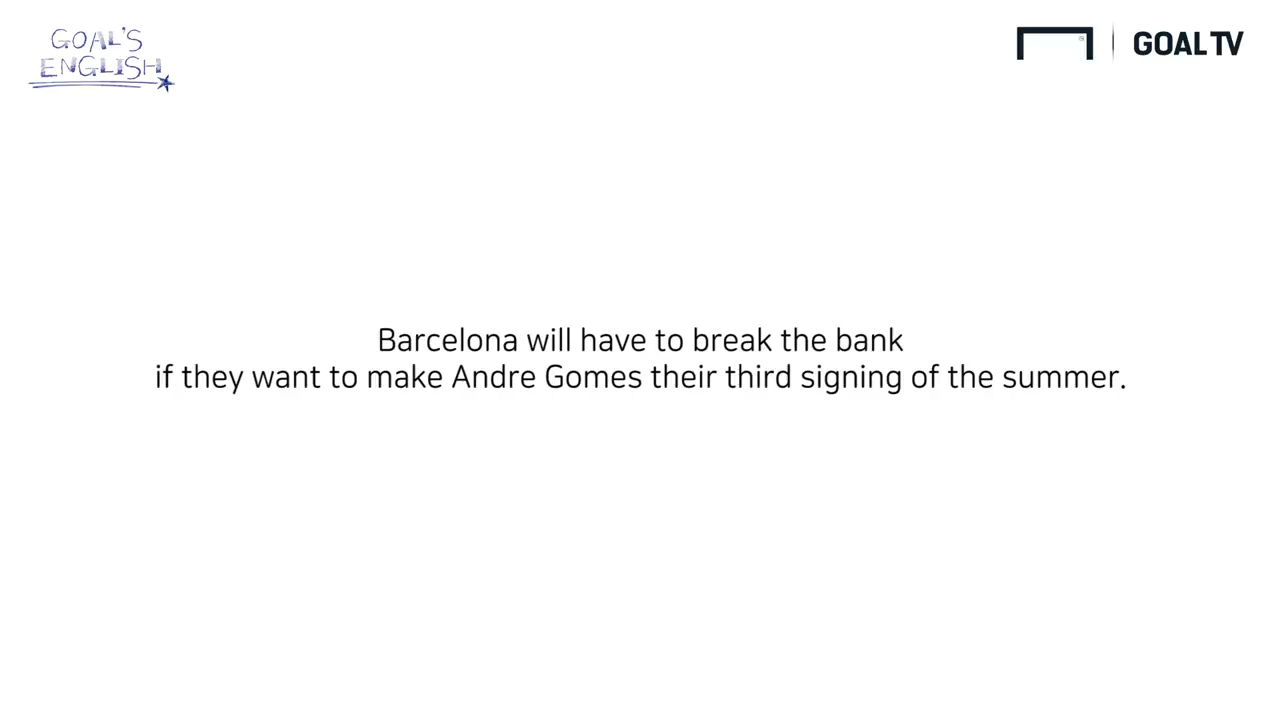 GOAL'S
ENGLISH
GOAL TV
Barcelona will have to break the bank
if they want to make Andre Gomes their third signing of the summer.